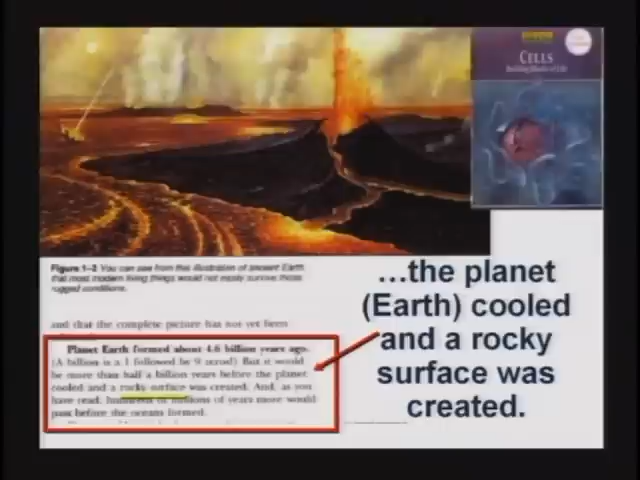 CELLS
Building Blocks of Life
Figure 1–2 You can see from this illustration of ancient Earth
that most modern living things would not easily survive those
rugged conditions.
and that the complete picture has not yet been
Planet Earth formed about 4.6 billion years ago.
(A billion is a 1 followed by 9 zeros!) But it would
be more than half a billion years before the planet
cooled and a rocky surface was created. And, as you
have read, hundreds of millions of years more would
pass before the oceans formed.
...the planet
(Earth) cooled
and a rocky
surface was
created.